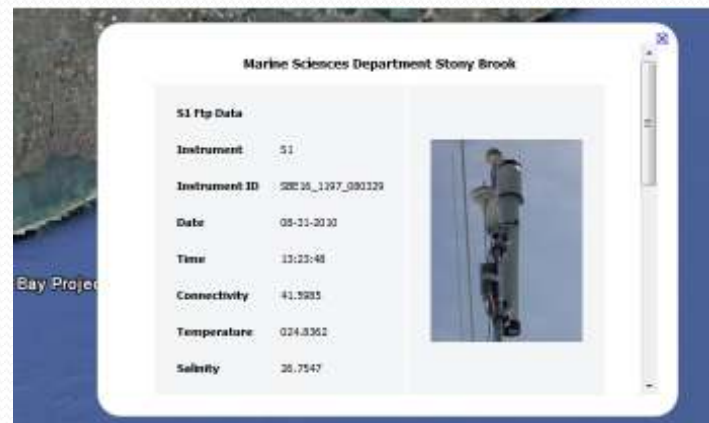 Marine Sciences Department Stony Brook
S1 Ftp Data
Instrument S1
Instrument ID SBE16_1197_080329
Date 08-31-2010
Time 13:23:48
Connectivity 41.5985
Temperature 024.8362
Bay Projec
Salinity 26.7547